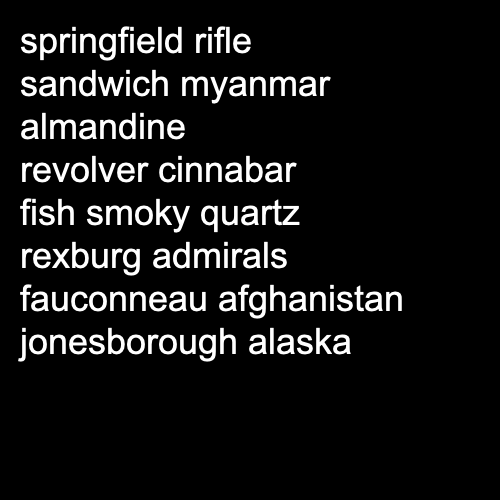 springfield rifle
sandwich myanmar
almandine
revolver cinnabar
fish smoky quartz
rexburg admirals
fauconneau afghanistan
jonesborough alaska